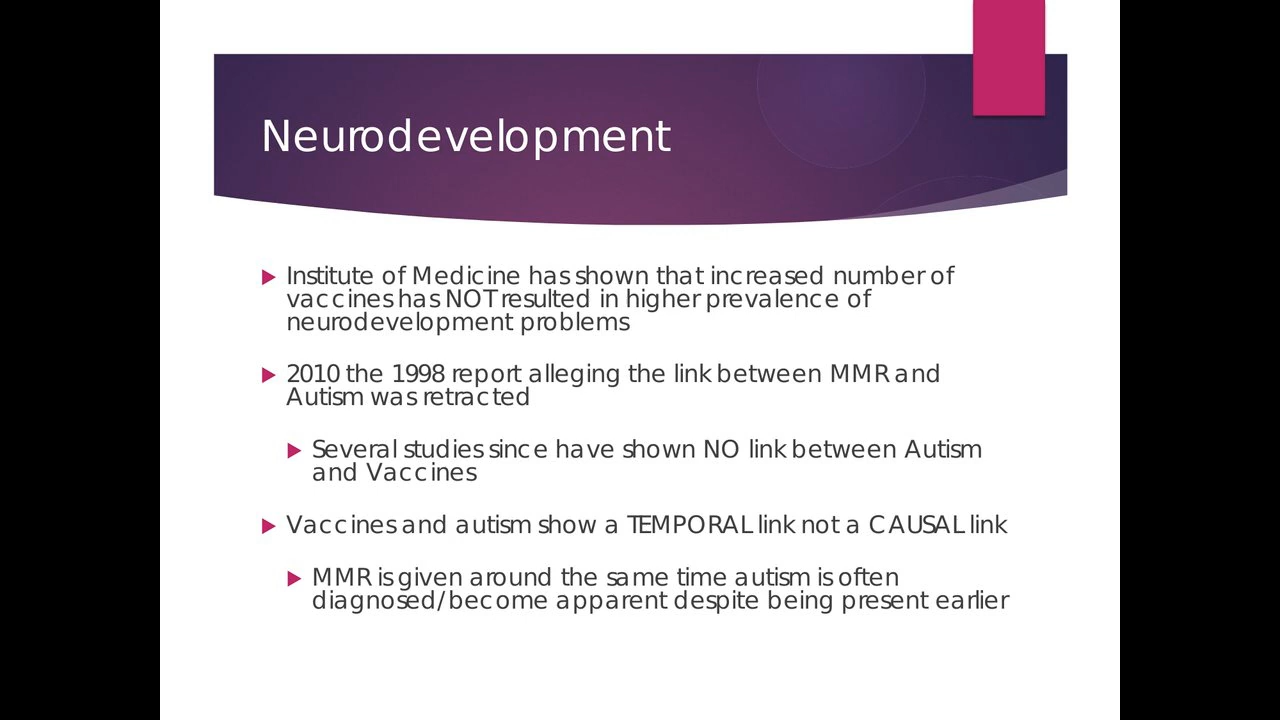 Neurodevelopment
Institute of Medicine has shown that increased number of
vaccines has NOT resulted in higher prevalence of
neurodevelopment problems
2010 the 1998 report alleging the link between MMR and
Autism was retracted
Several studies since have shown NO link between Autism
and Vaccines
Vaccines and autism show a TEMPORAL link not a CAUSAL link
MMR is given around the same time autism is often
diagnosed/become apparent despite being present earlier